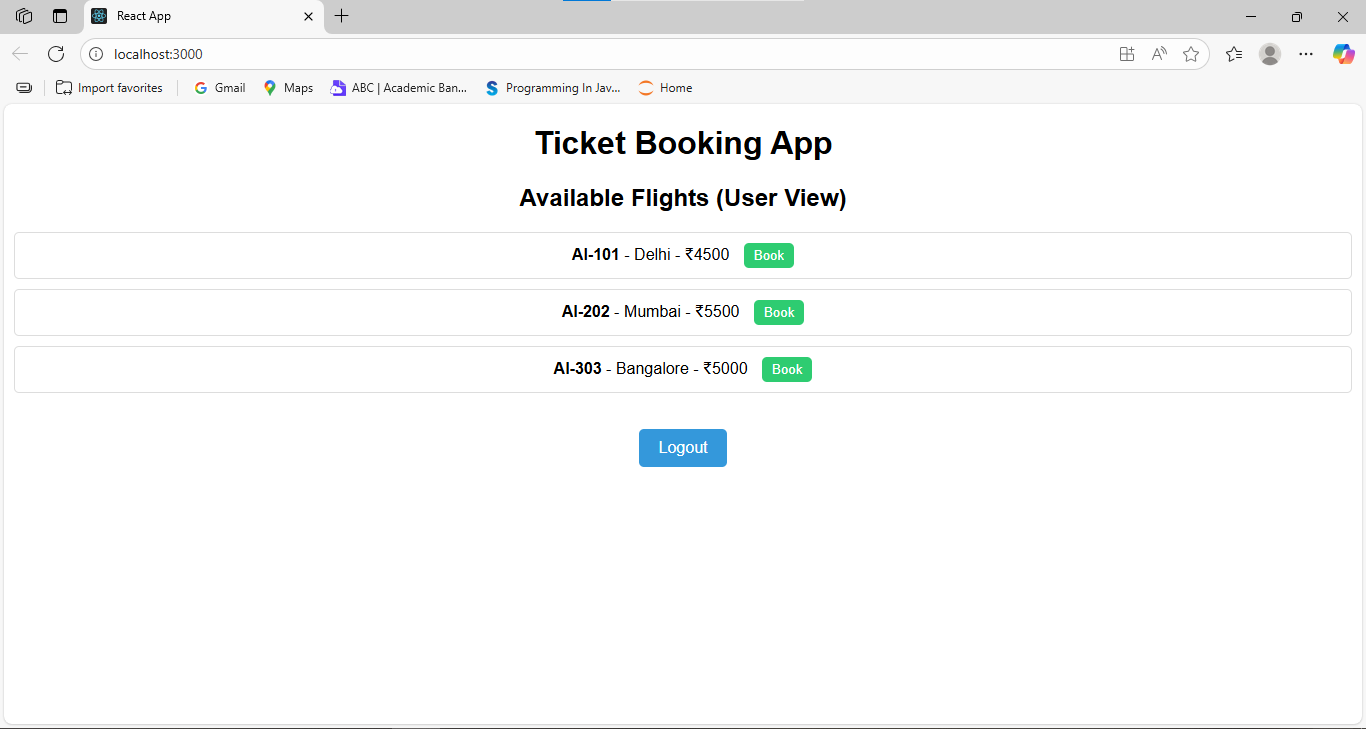 React App
localhost:3000
Import favorites Gmail Maps ABC | Academic Ban... Programming In Jav... Home
Ticket Booking App
Available Flights (User View)
AI-101 - Delhi - ₹4500 Book
AI-202 - Mumbai - ₹5500 Book
AI-303 - Bangalore - ₹5000 Book
Logout